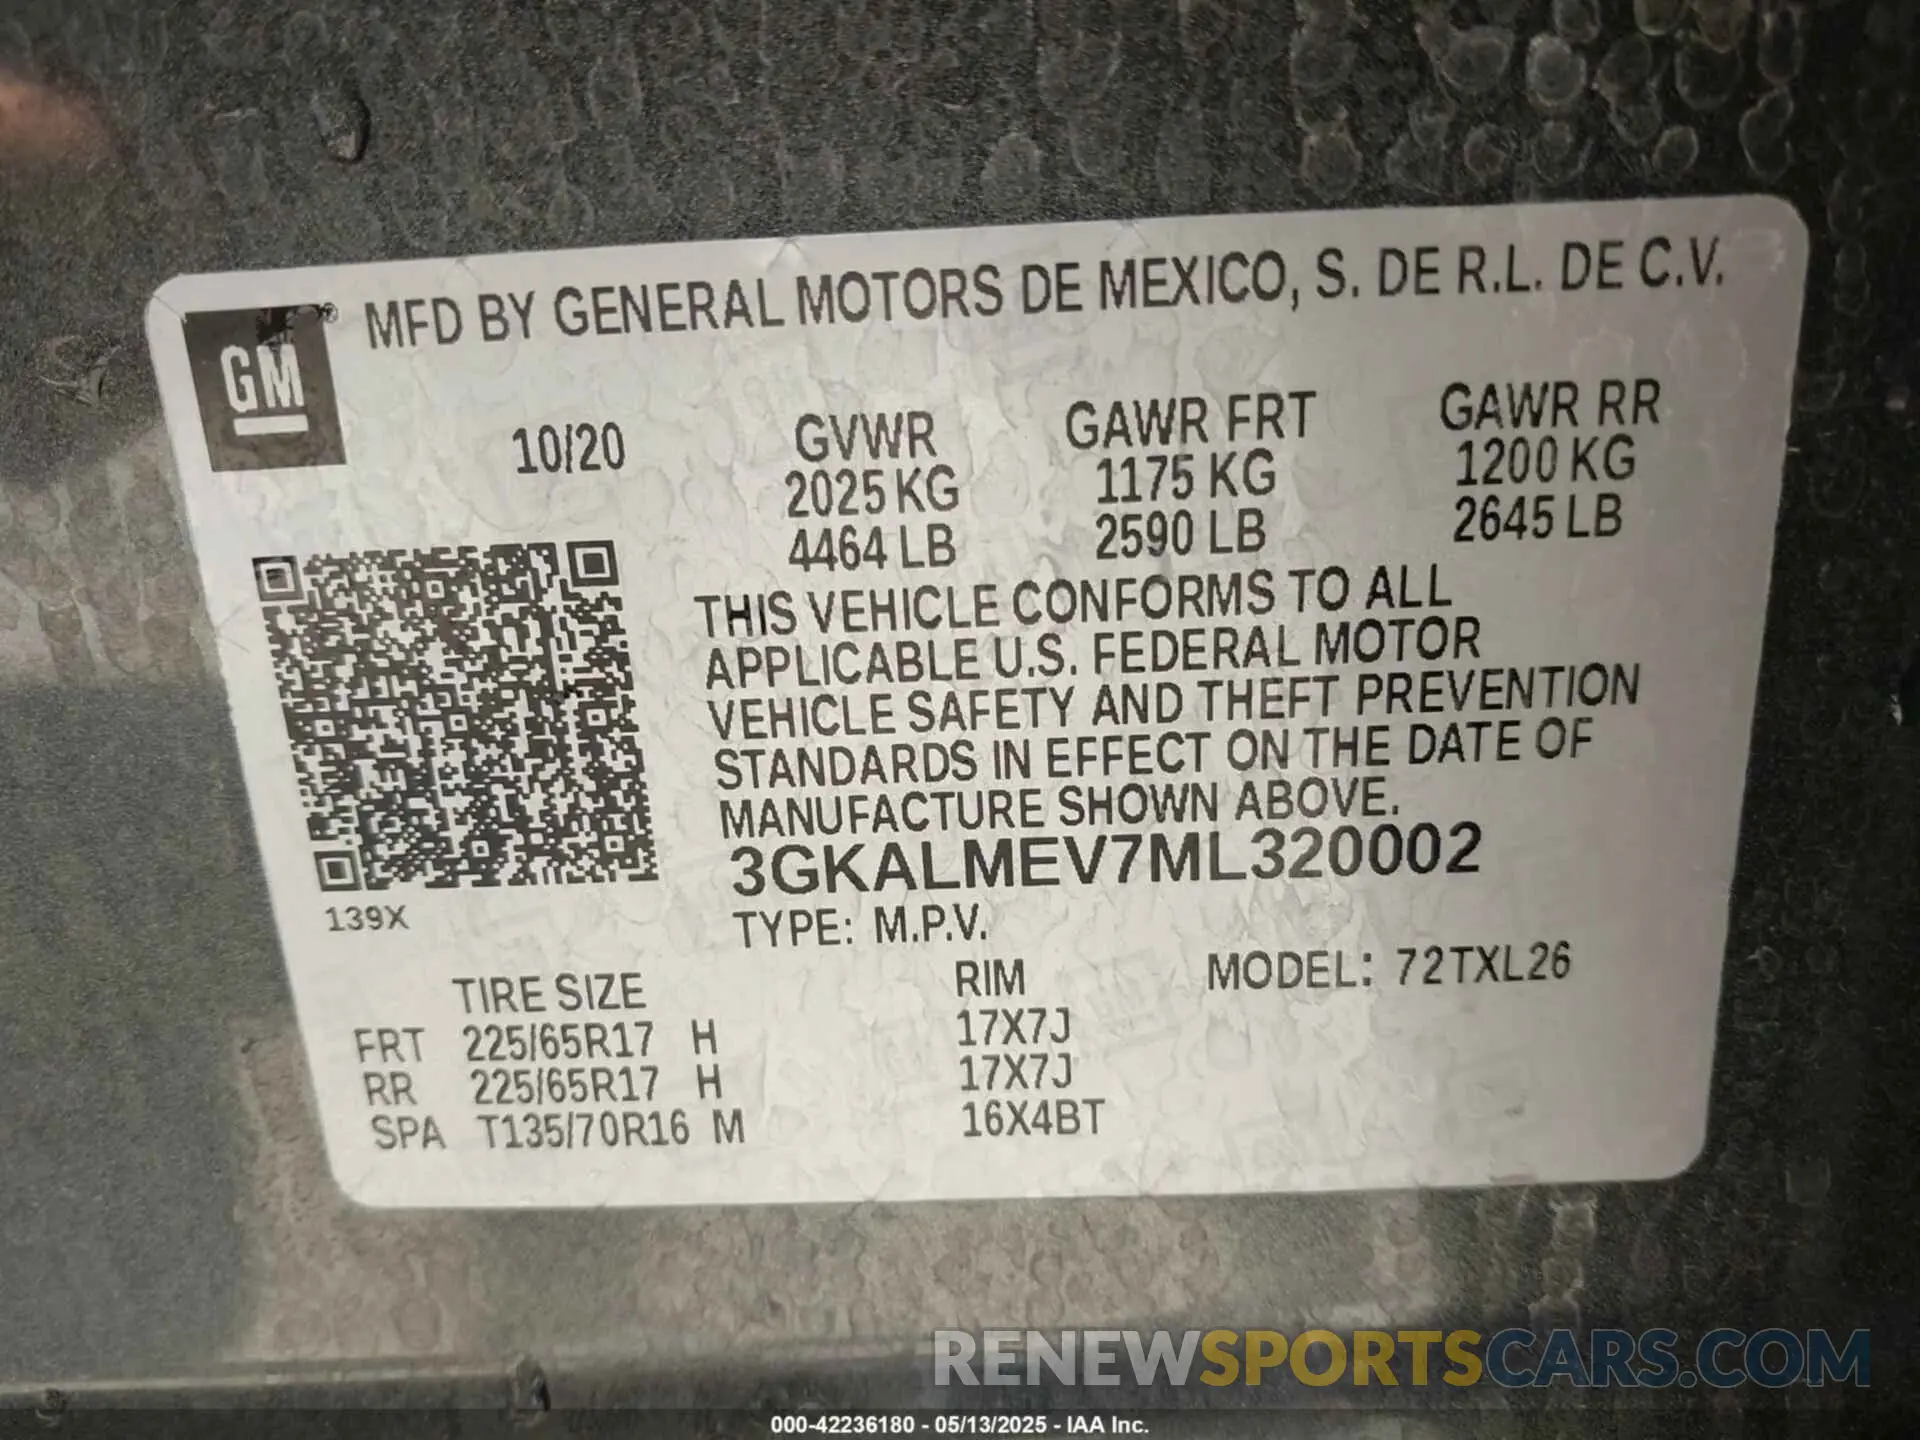 MFD BY GENERAL MOTORS DE MEXICO, S. DE R.L. DE C.V.
GM
®
10/20
GVWR GAWR FRT GAWR RR
2025 KG 1175 KG 1200 KG
4464 LB 2590 LB 2645 LB
THIS VEHICLE CONFORMS TO ALL
APPLICABLE U.S. FEDERAL MOTOR
VEHICLE SAFETY AND THEFT PREVENTION
STANDARDS IN EFFECT ON THE DATE OF
MANUFACTURE SHOWN ABOVE.
3GKALMEV7ML320002
139X
TYPE: M.P.V.
TIRE SIZE RIM MODEL: 72TXL26
FRT 225/65R17 H 17X7J
RR 225/65R17 H 17X7J
SPA T135/70R16 M 16X4BT
RENEWSPORTSCARS.COM
000-42236180 - 05/13/2025 - IAA Inc.